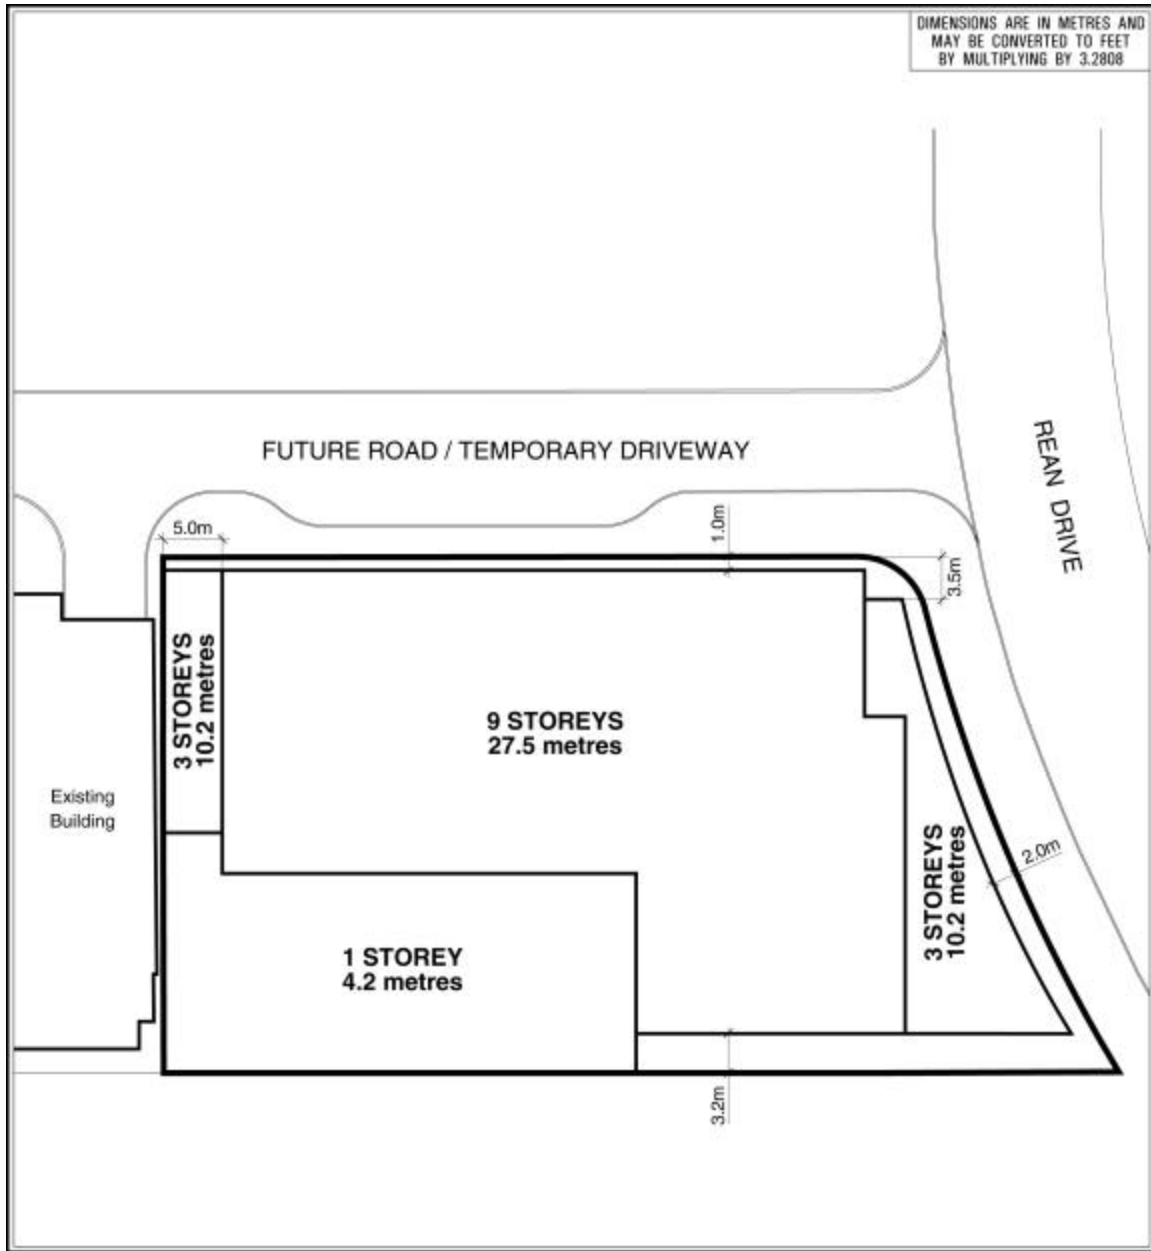 DIMENSIONS ARE IN METRES AND
MAY BE CONVERTED TO FEET
BY MULTIPLYING BY 3.2808
FUTURE ROAD / TEMPORARY DRIVEWAY
REAN DRIVE
5.0m
1.0m
3.5m
3 STOREYS
10.2 metres
9 STOREYS
27.5 metres
Existing
Building
2.0m
3 STOREYS
10.2 metres
1 STOREY
4.2 metres
3.2m